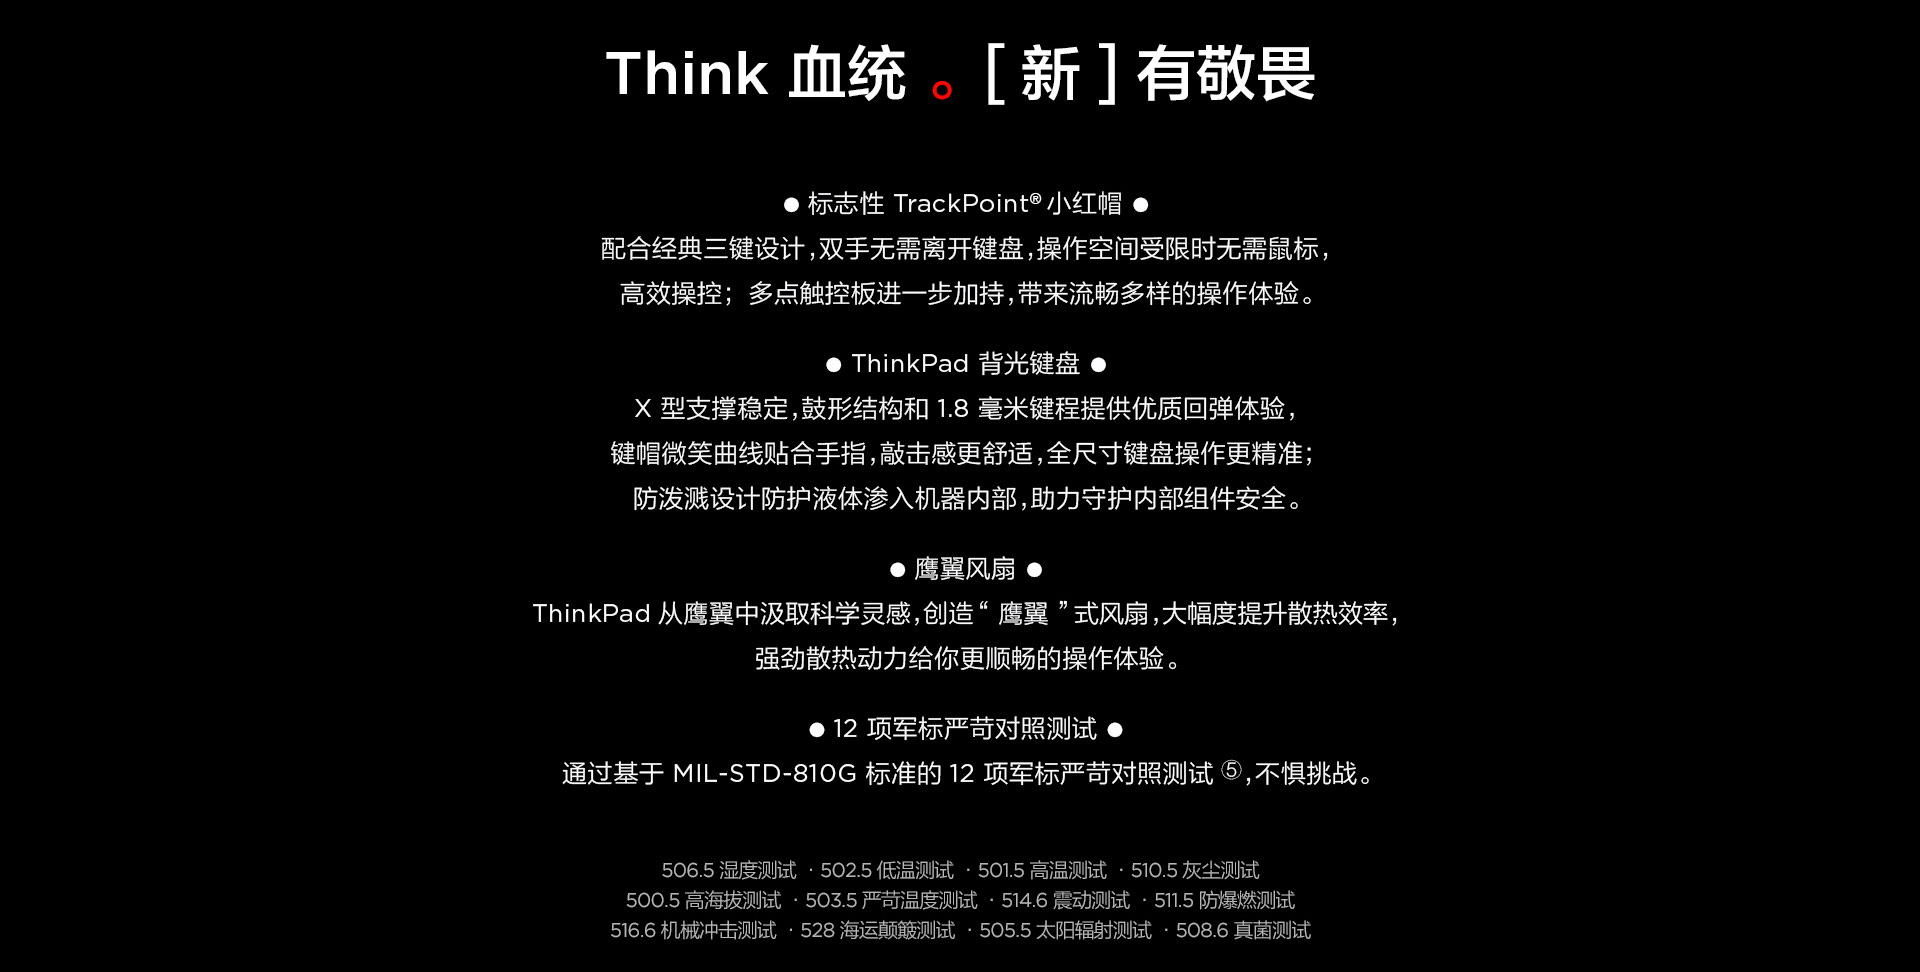 Think 血统。[ 新 ] 有敬畏
● 标志性 TrackPoint® 小红帽 ●
配合经典三键设计,双手无需离开键盘,操作空间受限时无需鼠标,
高效操控；多点触控板进一步加持,带来流畅多样的操作体验。
● ThinkPad 背光键盘 ●
X 型支撑稳定,鼓形结构和 1.8 毫米键程提供优质回弹体验,
键帽微笑曲线贴合手指,敲击感更舒适,全尺寸键盘操作更精准；
防泼溅设计防护液体渗入机器内部,助力守护内部组件安全。
● 鹰翼风扇 ●
ThinkPad 从鹰翼中汲取科学灵感,创造“ 鹰翼 ”式风扇,大幅度提升散热效率,
强劲散热动力给你更顺畅的操作体验。
● 12 项军标严苛对照测试 ●
通过基于 MIL-STD-810G 标准的 12 项军标严苛对照测试 ⑤,不惧挑战。
506.5 湿度测试 · 502.5 低温测试 · 501.5 高温测试 · 510.5 灰尘测试
500.5 高海拔测试 · 503.5 严苛温度测试 · 514.6 震动测试 · 511.5 防爆燃测试
516.6 机械冲击测试 · 528 海运颠簸测试 · 505.5 太阳辐射测试 · 508.6 真菌测试